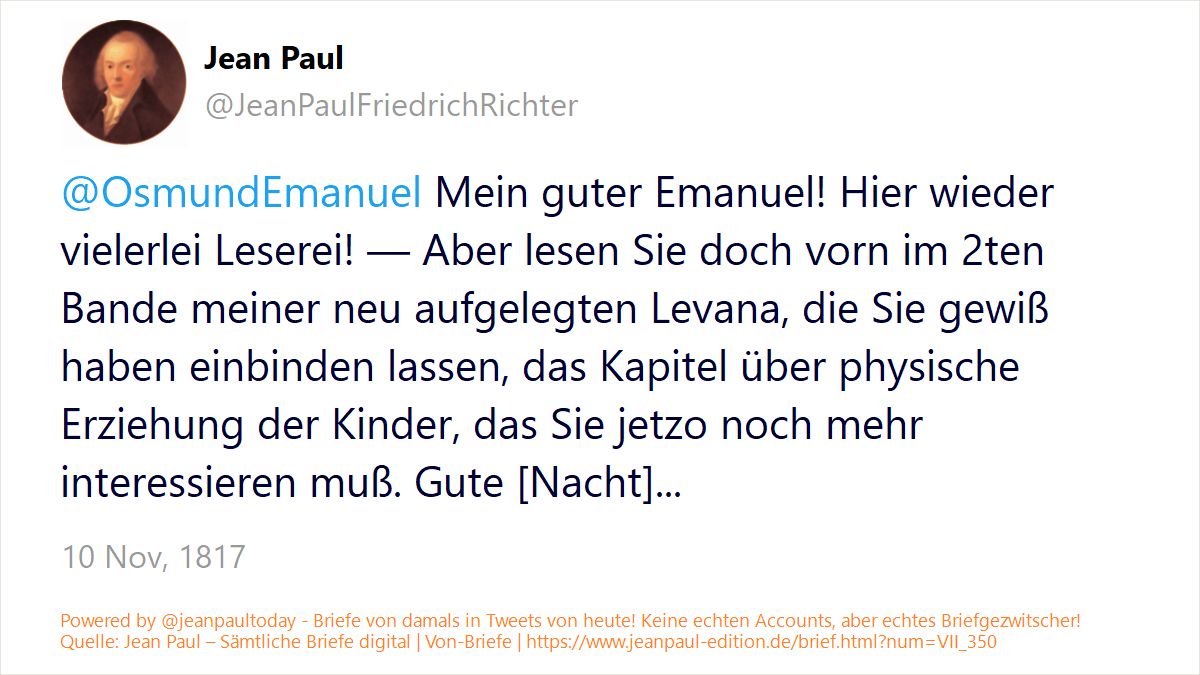 Jean Paul
@JeanPaulFriedrichRichter
@OsmundEmanuel Mein guter Emanuel! Hier wieder
vielerlei Leserei! — Aber lesen Sie doch vorn im 2ten
Bande meiner neu aufgelegten Levana, die Sie gewiß
haben einbinden lassen, das Kapitel über physische
Erziehung der Kinder, das Sie jetzo noch mehr
interessieren muß. Gute [Nacht]...
10 Nov, 1817
Powered by @jeanpaultoday - Briefe von damals in Tweets von heute! Keine echten Accounts, aber echtes Briefgezwitscher!
Quelle: Jean Paul – Sämtliche Briefe digital | Von-Briefe | https://www.jeanpaul-edition.de/brief.html?num=VII_350